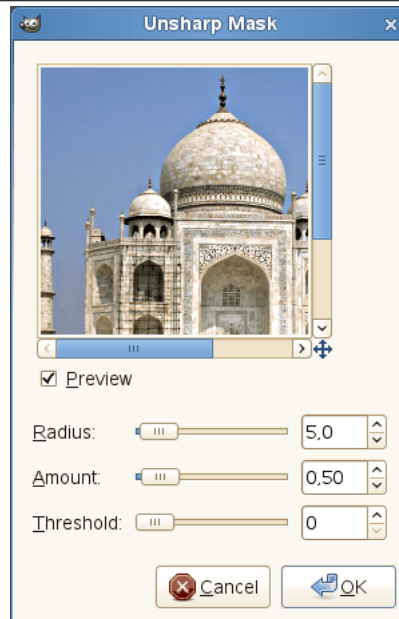 Unsharp Mask
Preview
Radius: 5,0
Amount: 0,50
Threshold: 0
Cancel OK